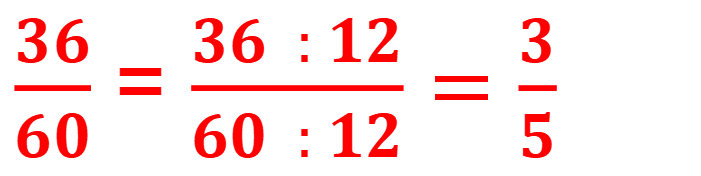 36/60 = 36 : 12/60 : 12 = 3/5